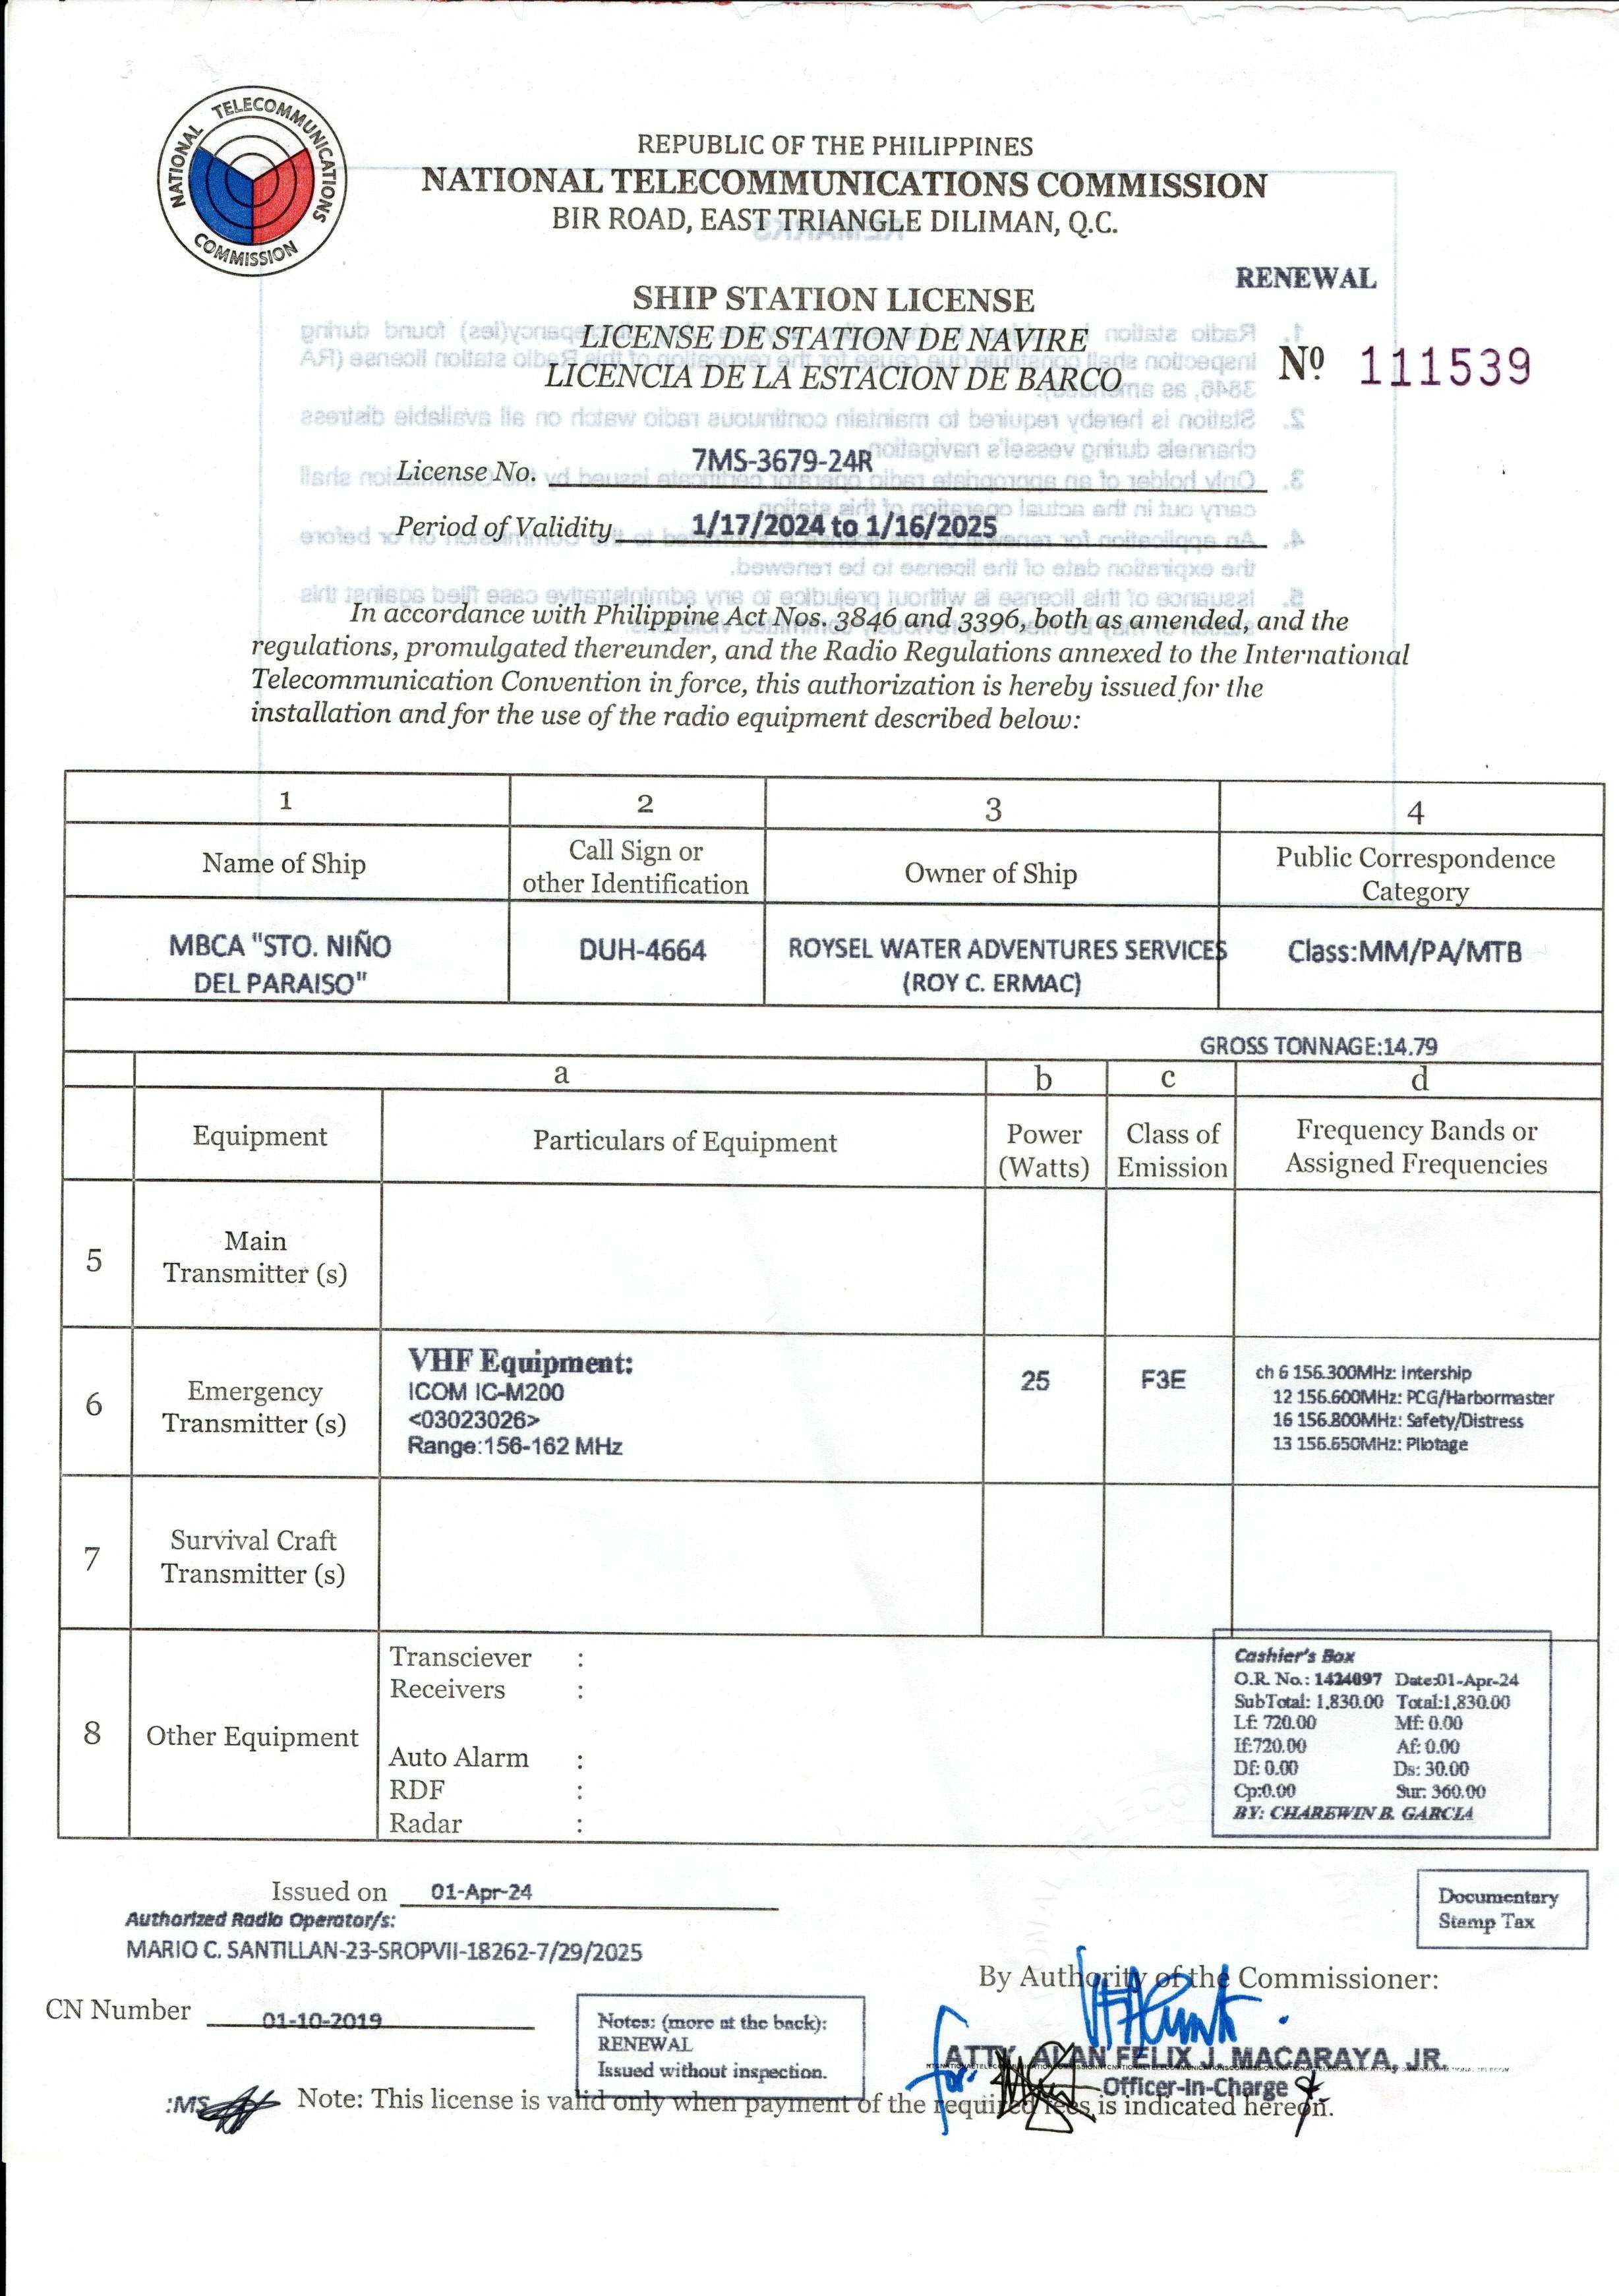 NATIONAL TELECOMMUNICATIONS COMMISSION
REPUBLIC OF THE PHILIPPINES
NATIONAL TELECOMMUNICATIONS COMMISSION
BIR ROAD, EAST TRIANGLE DILIMAN, Q.C.
RENEWAL
SHIP STATION LICENSE
LICENSE DE STATION DE NAVIRE
LICENCIA DE LA ESTACION DE BARCO
Nº 111539
License No. 7MS-3679-24R
Period of Validity 1/17/2024 to 1/16/2025
In accordance with Philippine Act Nos. 3846 and 3396, both as amended, and the
regulations, promulgated thereunder, and the Radio Regulations annexed to the International
Telecommunication Convention in force, this authorization is hereby issued for the
installation and for the use of the radio equipment described below:
1 2 3 4
Name of Ship
Call Sign or
other Identification
Owner of Ship
Public Correspondence
Category
MBCA "STO. NIÑO
DEL PARAISO"
DUH-4664
ROYSEL WATER ADVENTURES SERVICES
(ROY C. ERMAC)
Class:MM/PA/MTB
GROSS TONNAGE:14.79
a b c d
Equipment
Particulars of Equipment
Power
(Watts)
Class of
Emission
Frequency Bands or
Assigned Frequencies
5
Main
Transmitter (s)
6
Emergency
Transmitter (s)
VHF Equipment:
ICOM IC-M200
<03023026>
Range:156-162 MHz
25
F3E
ch 6 156.300MHz: Intership
12 156.600MHz: PCG/Harbormaster
16 156.800MHz: Safety/Distress
13 156.650MHz: Pilotage
7
Survival Craft
Transmitter (s)
8
Other Equipment
Transciever :
Receivers :
Auto Alarm :
RDF :
Radar :
Cashier's Box
O.R. No.: 1424097 Date:01-Apr-24
SubTotal: 1,830.00 Total:1,830.00
Lf: 720.00 Mf: 0.00
If:720.00 Af: 0.00
Df: 0.00 Ds: 30.00
Cp:0.00 Sur: 360.00
BY: CHAREWIN B. GARCIA
Issued on 01-Apr-24
Authorized Radio Operator/s:
MARIO C. SANTILLAN-23-SROPVII-18262-7/29/2025
Documentary
Stamp Tax
By Authority of the Commissioner:
CN Number 01-10-2019
Notes: (more at the back):
RENEWAL
Issued without inspection.
for:
ATTY. ALAN FELIX J. MACARAYA, JR.
Officer-In-Charge
:MS
Note: This license is valid only when payment of the required fees is indicated hereon.